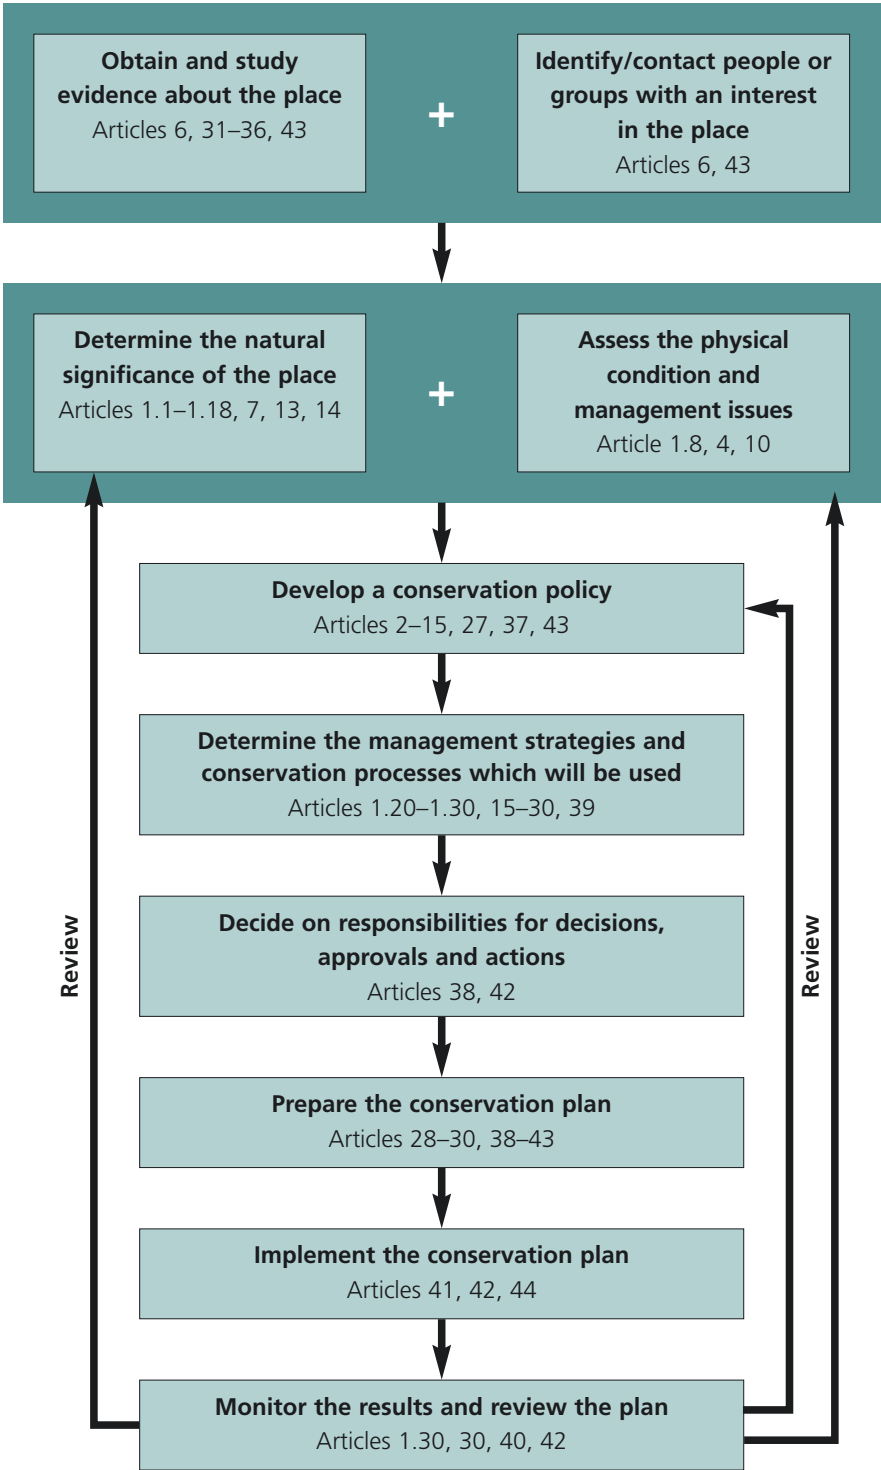 Obtain and study
evidence about the place
Articles 6, 31–36, 43
+
Identify/contact people or
groups with an interest
in the place
Articles 6, 43
Determine the natural
significance of the place
Articles 1.1–1.18, 7, 13, 14
+
Assess the physical
condition and
management issues
Article 1.8, 4, 10
Develop a conservation policy
Articles 2–15, 27, 37, 43
Determine the management strategies and
conservation processes which will be used
Articles 1.20–1.30, 15–30, 39
Decide on responsibilities for decisions,
approvals and actions
Articles 38, 42
Review
Review
Prepare the conservation plan
Articles 28–30, 38–43
Implement the conservation plan
Articles 41, 42, 44
Monitor the results and review the plan
Articles 1.30, 30, 40, 42